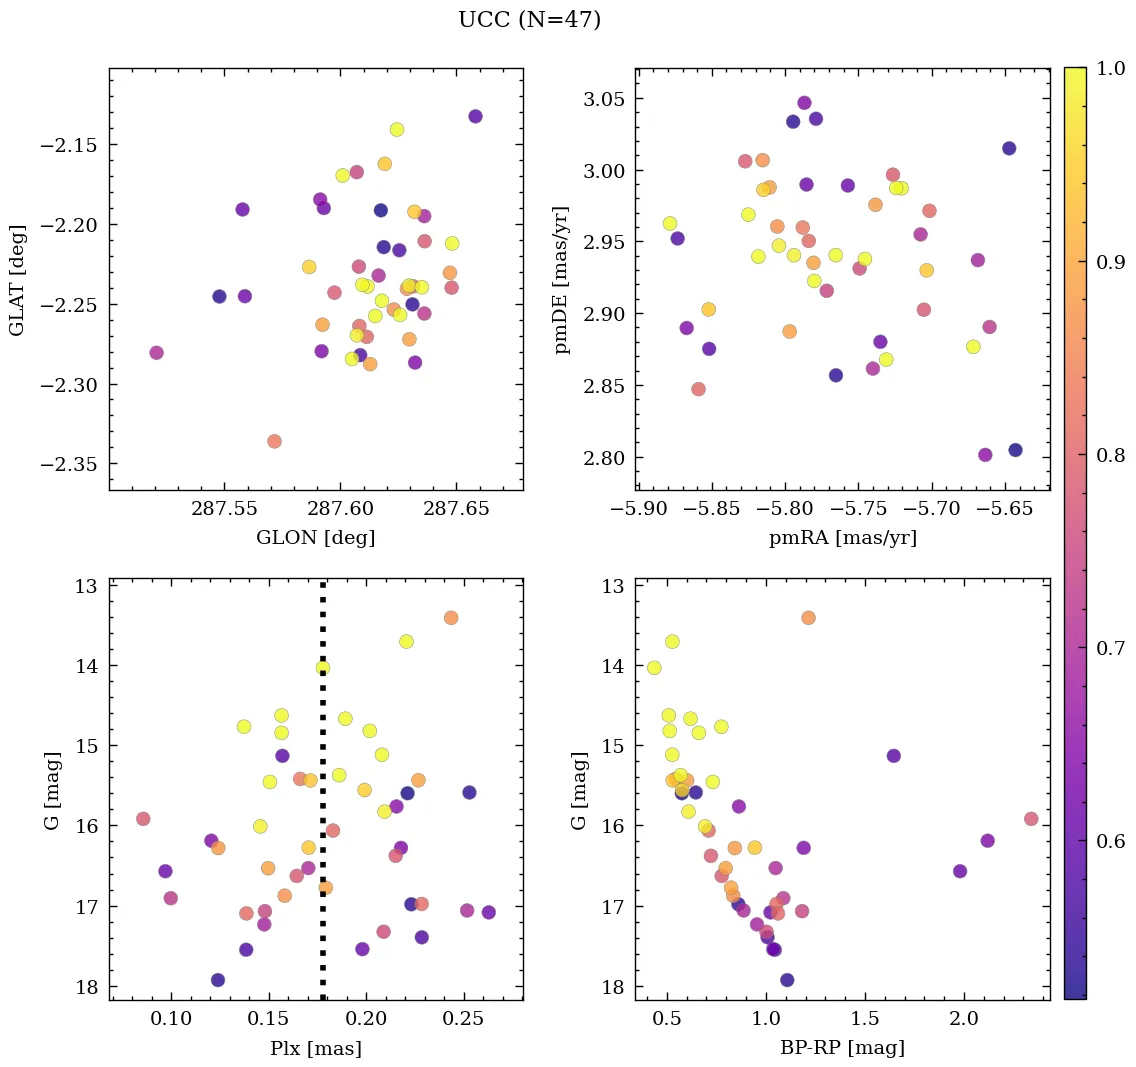 UCC (N=47)
−2.15
−2.20
−2.25
−2.30
−2.35
GLAT [deg]
287.55 287.60 287.65
GLON [deg]
3.05
3.00
2.95
2.90
2.85
2.80
pmDE [mas/yr]
−5.90 −5.85 −5.80 −5.75 −5.70 −5.65
pmRA [mas/yr]
1.0
0.9
0.8
0.7
0.6
13
14
15
16
17
18
G [mag]
0.10 0.15 0.20 0.25
Plx [mas]
13
14
15
16
17
18
G [mag]
0.5 1.0 1.5 2.0
BP-RP [mag]